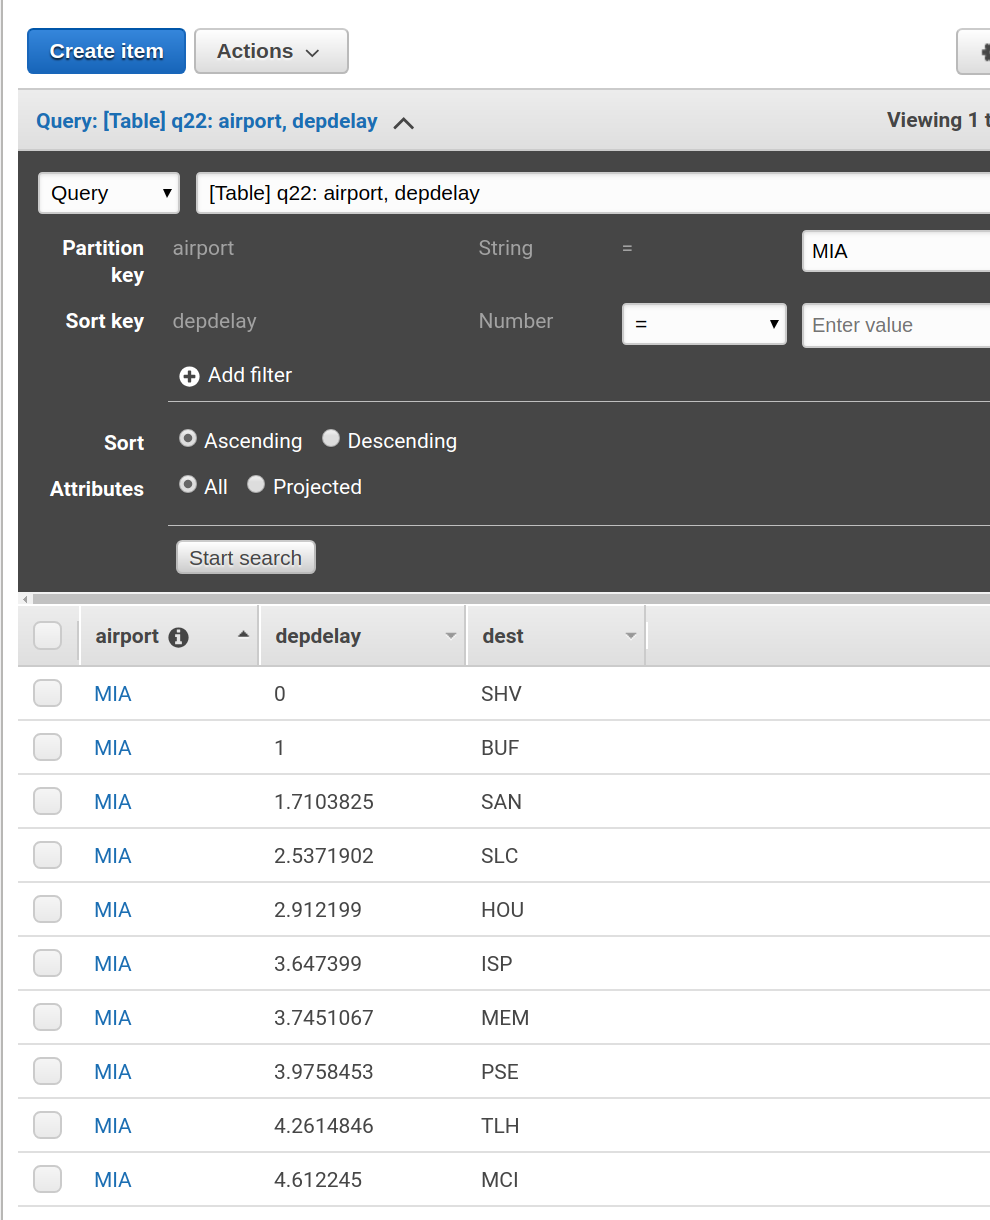 Create item Actions
Query: [Table] q22: airport, depdelay Viewing 1
Query [Table] q22: airport, depdelay
Partition key airport String = MIA
Sort key depdelay Number = Enter value
Add filter
Sort Ascending Descending
Attributes All Projected
Start search
airport depdelay dest
MIA 0 SHV
MIA 1 BUF
MIA 1.7103825 SAN
MIA 2.5371902 SLC
MIA 2.912199 HOU
MIA 3.647399 ISP
MIA 3.7451067 MEM
MIA 3.9758453 PSE
MIA 4.2614846 TLH
MIA 4.612245 MCI